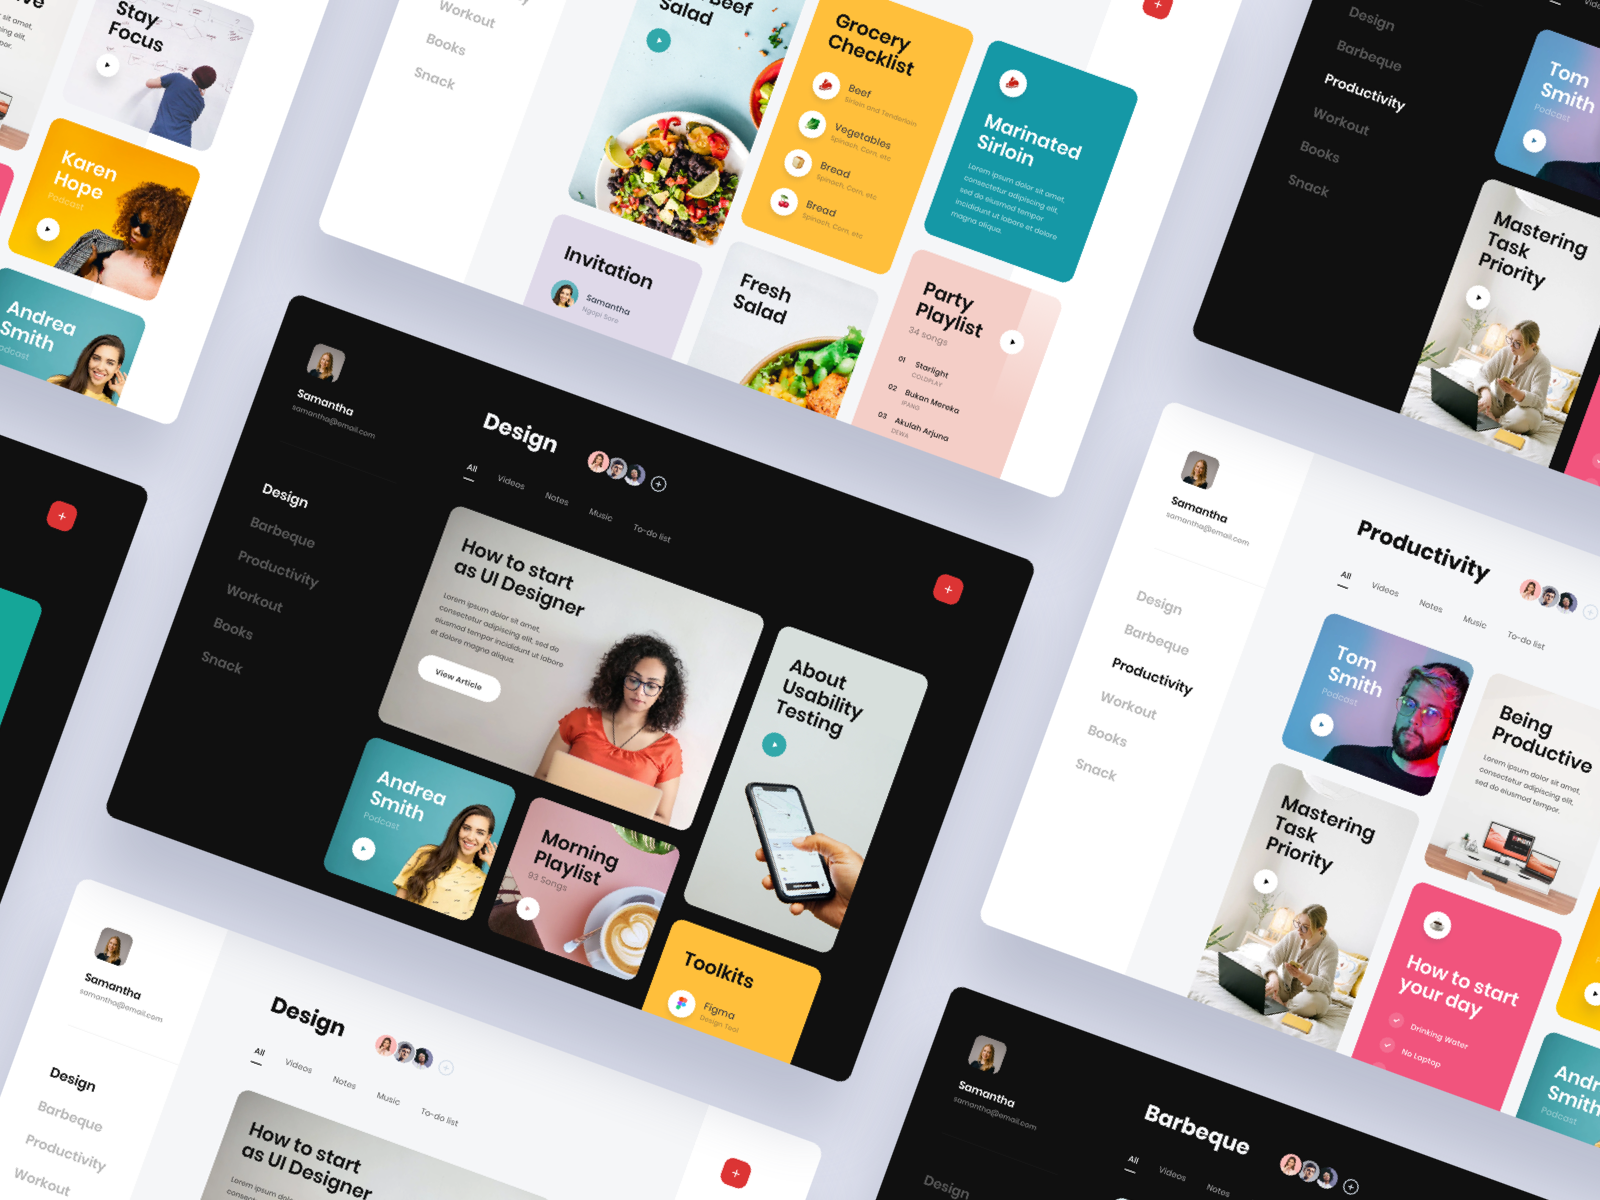 Stay
Focus
Karen
Hope
Podcast
Andrea
Smith
Podcast
Workout
Books
Snack
Beef
Salad
Grocery
Checklist
Beef
Sirloin and Tenderloin
Vegetables
Spinach, Corn, etc
Bread
Spinach, Corn, etc
Bread
Spinach, Corn, etc
Marinated
Sirloin
Lorem ipsum dolor sit amet,
consectetur adipiscing elit,
sed do eiusmod tempor
incididunt ut labore et dolore
magna aliqua.
Invitation
Samantha
Ngopi Sore
Fresh
Salad
Party
Playlist
34 songs
01 Starlight
COLDPLAY
02 Bukan Mereka
IPANG
03 Akulah Arjuna
DEWA
Design
Barbeque
Productivity
Workout
Books
Snack
Tom
Smith
Podcast
Mastering
Task
Priority
Samantha
samantha@email.com
Design
Barbeque
Productivity
Workout
Books
Snack
Design
All
Videos
Notes
Music
To-do list
How to start
as UI Designer
Lorem ipsum dolor sit amet,
consectetur adipiscing elit, sed do
eiusmod tempor incididunt ut labore
et dolore magna aliqua.
View Article
About
Usability
Testing
Andrea
Smith
Podcast
Morning
Playlist
93 Songs
Toolkits
Figma
Design Tool
Samantha
samantha@email.com
Design
Barbeque
Productivity
Workout
Books
Snack
Productivity
All
Videos
Notes
Music
To-do list
Tom
Smith
Podcast
Being
Productive
Lorem ipsum dolor sit amet,
consectetur adipiscing elit,
sed do eiusmod tempor.
Mastering
Task
Priority
How to start
your day
Drinking Water
No Laptop
Andr
Smith
Podcast
Samantha
samantha@email.com
Design
Barbeque
Productivity
Workout
Design
All
Videos
Notes
Music
To-do list
How to start
as UI Designer
Lorem ipsum dolor sit amet,
Samantha
samantha@email.com
Design
Barbeque
All
Videos
Notes